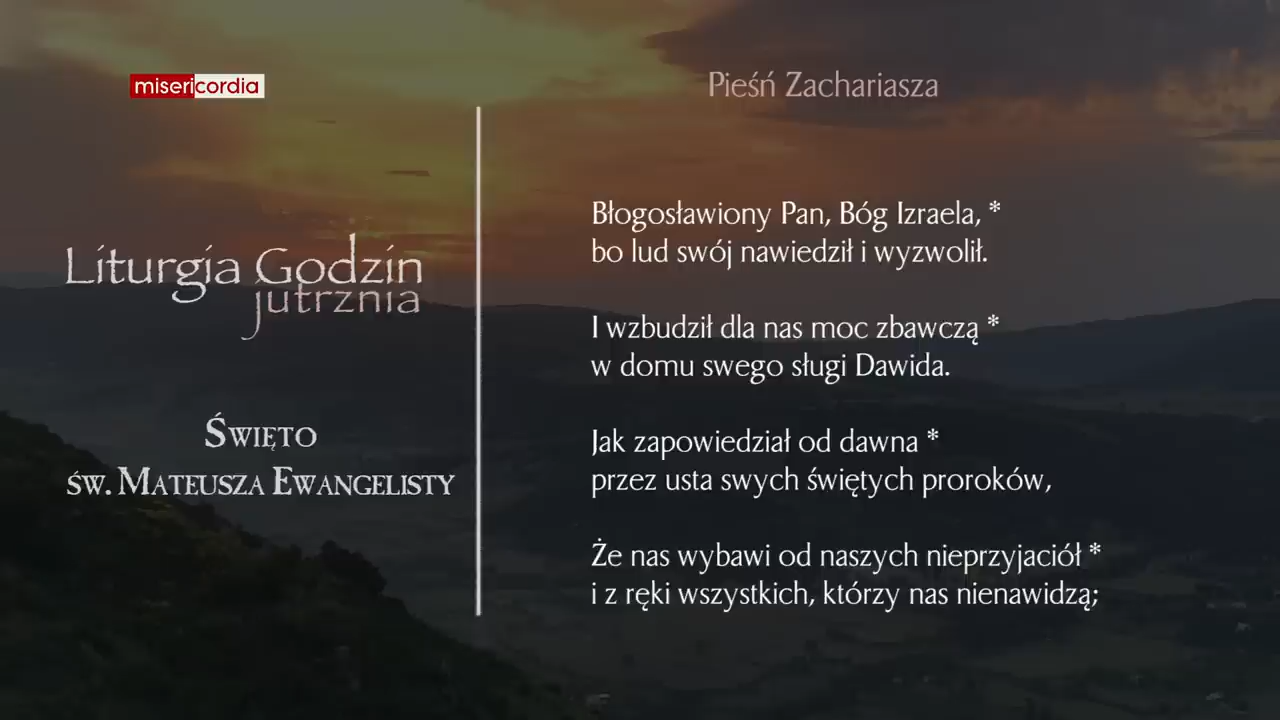 misericordia
Liturgia Godzin
jutrznia
Święto
św. Mateusza Ewangelisty
Pieśń Zachariasza
Błogosławiony Pan, Bóg Izraela, *
bo lud swój nawiedził i wyzwolił.
I wzbudził dla nas moc zbawczą *
w domu swego sługi Dawida.
Jak zapowiedział od dawna *
przez usta swych świętych proroków,
Że nas wybawi od naszych nieprzyjaciół *
i z ręki wszystkich, którzy nas nienawidzą;